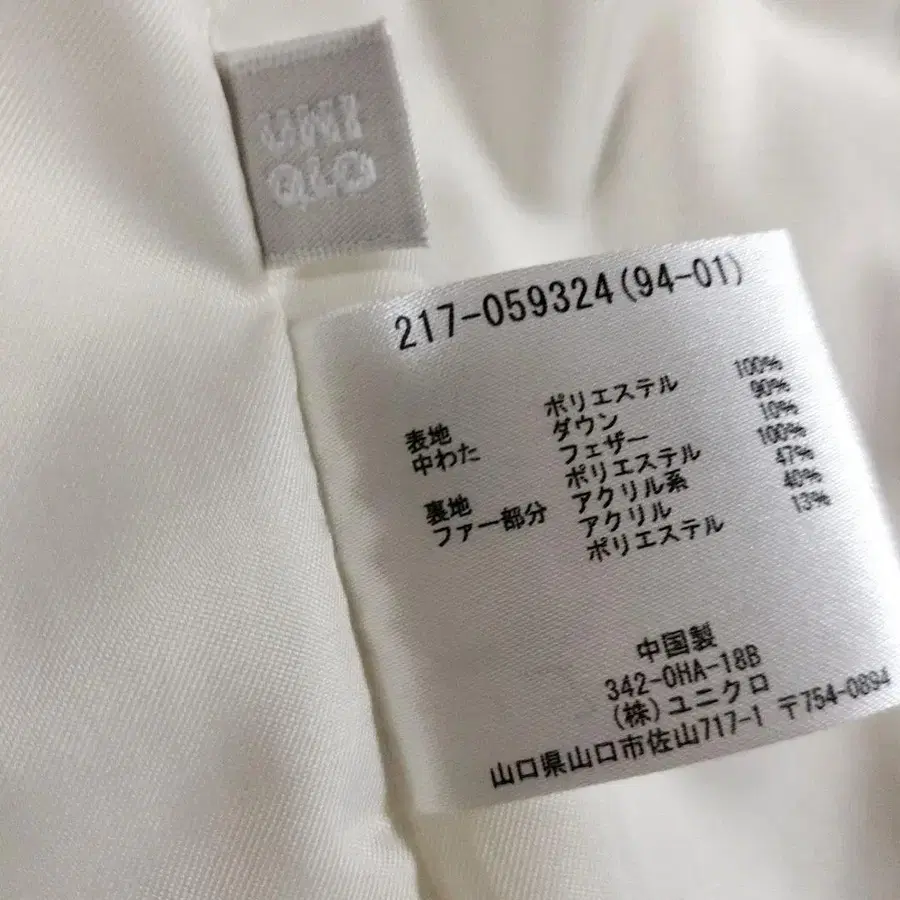 UNI
QLO
217-059324(94-01)
表地 ポリエステル 100%
中わた ダウン 90%
フェザー 10%
裏地 ポリエステル 100%
ファー部分 アクリル系 47%
アクリル 40%
ポリエステル 13%
中国製
342-OHA-18B
(株)ユニクロ
山口県山口市佐山717-1 〒754-0894